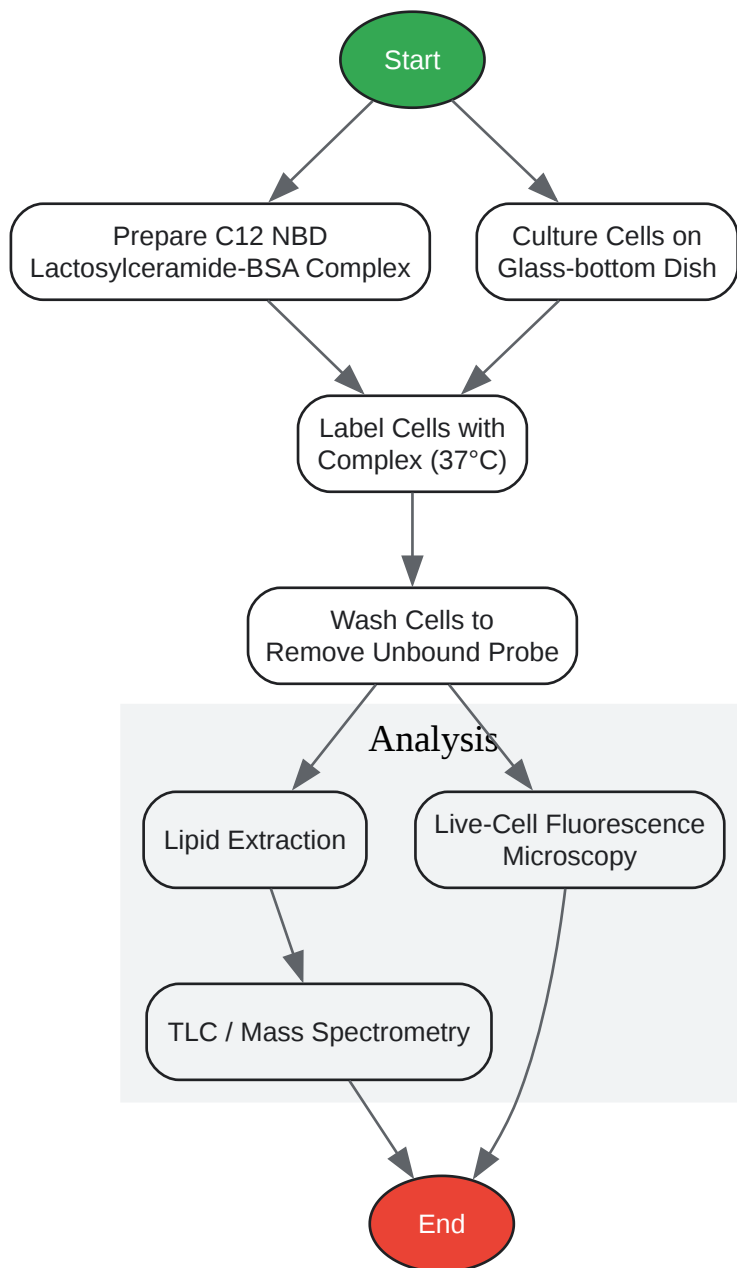 Start
Prepare C12 NBD
Lactosylceramide-BSA Complex
Culture Cells on
Glass-bottom Dish
Label Cells with
Complex (37°C)
Wash Cells to
Remove Unbound Probe
Analysis
Lipid Extraction
Live-Cell Fluorescence
Microscopy
TLC / Mass Spectrometry
End